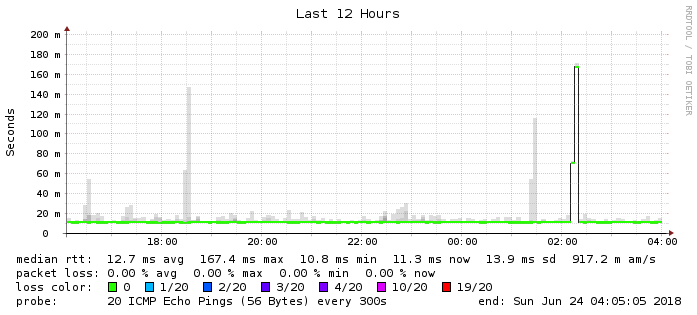 Last 12 Hours
RRDTOOL / TOBI OETIKER
Seconds
200 m
180 m
160 m
140 m
120 m
100 m
80 m
60 m
40 m
20 m
0
18:00 20:00 22:00 00:00 02:00 04:00
median rtt: 12.7 ms avg 167.4 ms max 10.8 ms min 11.3 ms now 13.9 ms sd 917.2 m am/s
packet loss: 0.00 % avg 0.00 % max 0.00 % min 0.00 % now
loss color: 0 1/20 2/20 3/20 4/20 10/20 19/20
probe: 20 ICMP Echo Pings (56 Bytes) every 300s end: Sun Jun 24 04:05:05 2018